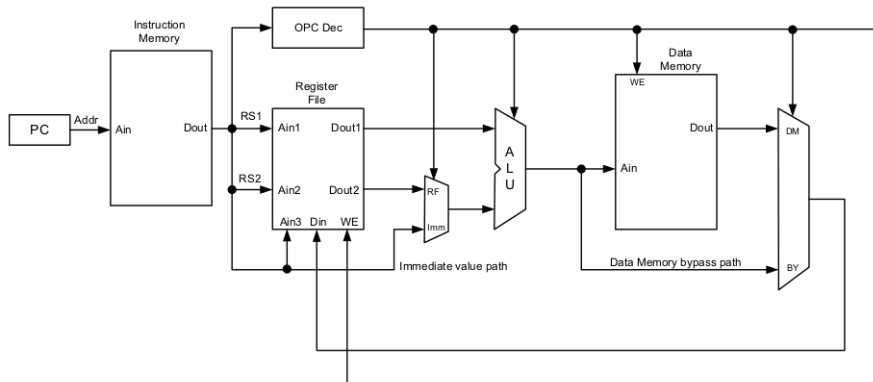 Instruction
Memory
OPC Dec
Data
Memory
Register
File
WE
PC
Addr
Ain
Dout
RS1
Ain1
Dout1
Dout
DM
A
L
U
RS2
Ain2
Dout2
RF
Ain
Ain3
Din
WE
Imm
Immediate value path
Data Memory bypass path
BY